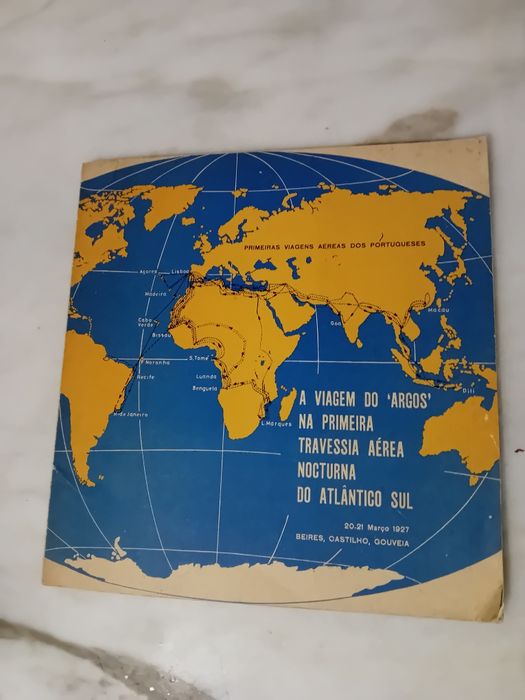 PRIMEIRAS VIAGENS AÉREAS DOS PORTUGUESES
Açores
Lisboa
Madeira
Cabo
Verde
Bissau
F. Noronha
Recife
R. de Janeiro
S. Tomé
Luanda
Benguela
L. Marques
Goa
Macau
Dili
A VIAGEM DO 'ARGOS'
NA PRIMEIRA
TRAVESSIA AÉREA
NOCTURNA
DO ATLÂNTICO SUL
20.21 Março 1927
BEIRES, CASTILHO, GOUVEIA